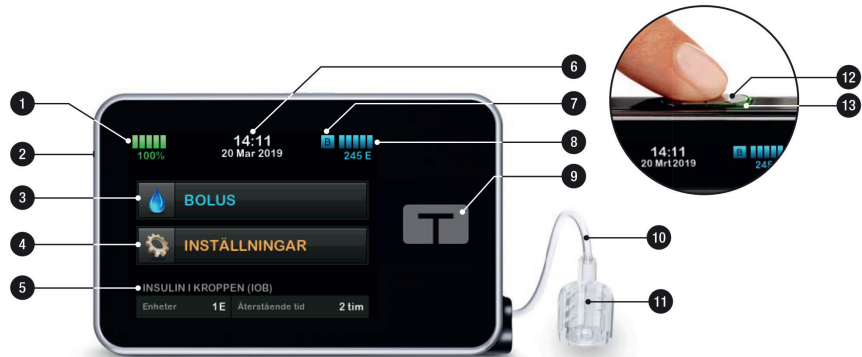 1
2
3
4
5
6
7
8
9
10
11
12
13
100%
14:11
20 Mar 2019
B
245 E
BOLUS
INSTÄLLNINGAR
INSULIN I KROPPEN (IOB)
Enheter 1 E Återstående tid 2 tim
T
14:11
20 Mrt 2019
B
245